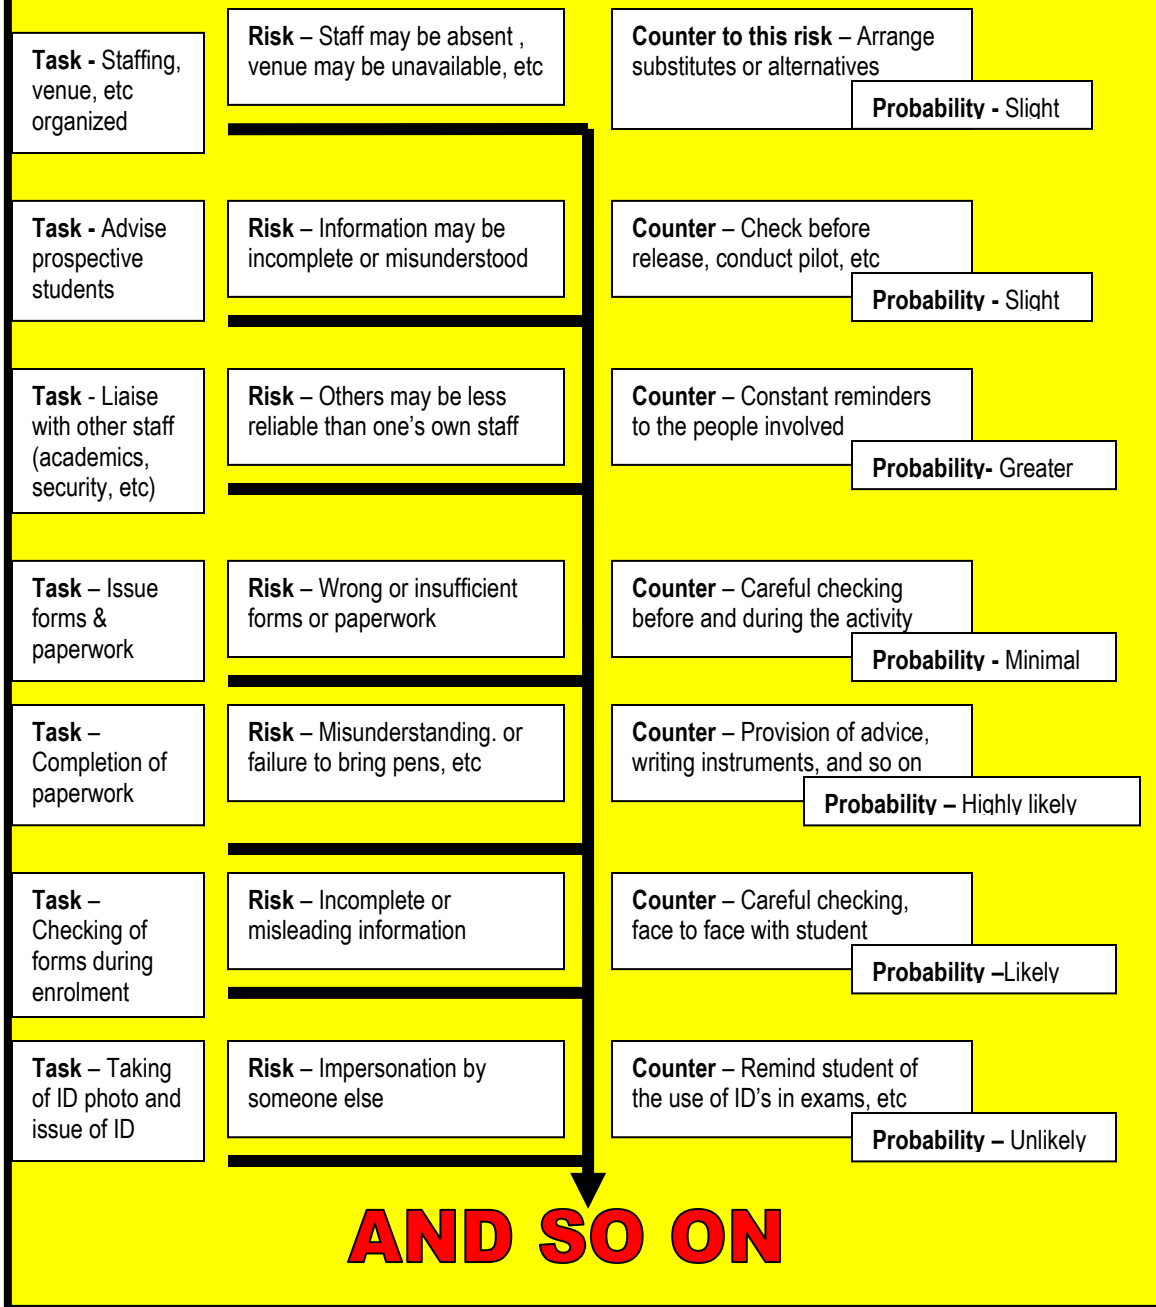 Task - Staffing,
venue, etc
organized
Risk – Staff may be absent ,
venue may be unavailable, etc
Counter to this risk – Arrange
substitutes or alternatives
Probability - Slight
Task - Advise
prospective
students
Risk – Information may be
incomplete or misunderstood
Counter – Check before
release, conduct pilot, etc
Probability - Slight
Task - Liaise
with other staff
(academics,
security, etc)
Risk – Others may be less
reliable than one’s own staff
Counter – Constant reminders
to the people involved
Probability- Greater
Task – Issue
forms &
paperwork
Risk – Wrong or insufficient
forms or paperwork
Counter – Careful checking
before and during the activity
Probability - Minimal
Task –
Completion of
paperwork
Risk – Misunderstanding. or
failure to bring pens, etc
Counter – Provision of advice,
writing instruments, and so on
Probability – Highly likely
Task –
Checking of
forms during
enrolment
Risk – Incomplete or
misleading information
Counter – Careful checking,
face to face with student
Probability –Likely
Task – Taking
of ID photo and
issue of ID
Risk – Impersonation by
someone else
Counter – Remind student of
the use of ID’s in exams, etc
Probability – Unlikely
AND SO ON